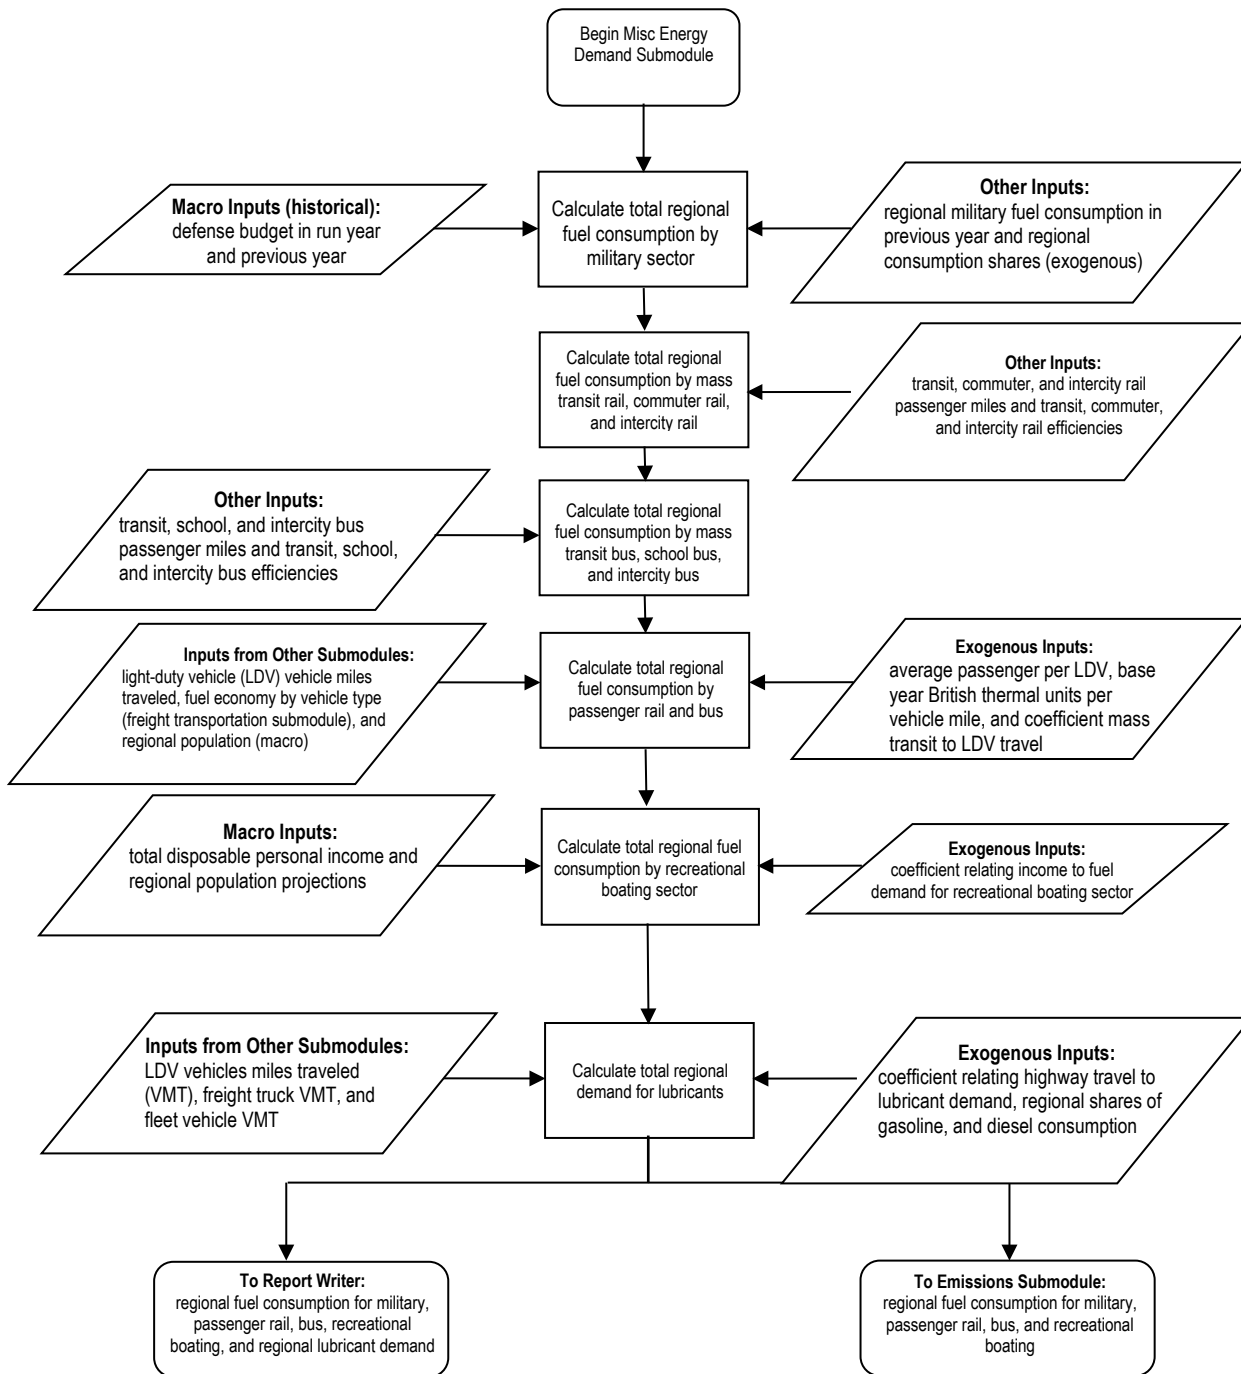 Begin Misc Energy
Demand Submodule
Macro Inputs (historical):
defense budget in run year
and previous year
Calculate total regional
fuel consumption by
military sector
Other Inputs:
regional military fuel consumption in
previous year and regional
consumption shares (exogenous)
Calculate total regional
fuel consumption by mass
transit rail, commuter rail,
and intercity rail
Other Inputs:
transit, commuter, and intercity rail
passenger miles and transit, commuter,
and intercity rail efficiencies
Other Inputs:
transit, school, and intercity bus
passenger miles and transit, school,
and intercity bus efficiencies
Calculate total regional
fuel consumption by mass
transit bus, school bus,
and intercity bus
Inputs from Other Submodules:
light-duty vehicle (LDV) vehicle miles
traveled, fuel economy by vehicle type
(freight transportation submodule), and
regional population (macro)
Calculate total regional
fuel consumption by
passenger rail and bus
Exogenous Inputs:
average passenger per LDV, base
year British thermal units per
vehicle mile, and coefficient mass
transit to LDV travel
Macro Inputs:
total disposable personal income and
regional population projections
Calculate total regional fuel
consumption by recreational
boating sector
Exogenous Inputs:
coefficient relating income to fuel
demand for recreational boating sector
Inputs from Other Submodules:
LDV vehicles miles traveled
(VMT), freight truck VMT, and
fleet vehicle VMT
Calculate total regional
demand for lubricants
Exogenous Inputs:
coefficient relating highway travel to
lubricant demand, regional shares of
gasoline, and diesel consumption
To Report Writer:
regional fuel consumption for military,
passenger rail, bus, recreational
boating, and regional lubricant demand
To Emissions Submodule:
regional fuel consumption for military,
passenger rail, bus, and recreational
boating